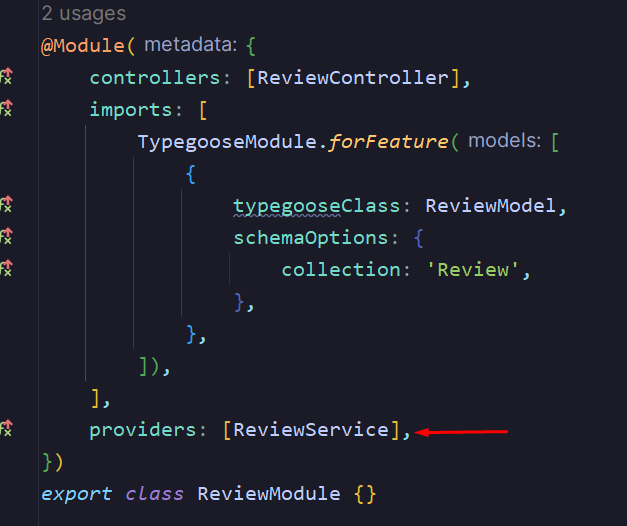 2 usages
@Module( metadata: {
controllers: [ReviewController],
imports: [
TypegooseModule.forFeature( models: [
{
typegooseClass: ReviewModel,
schemaOptions: {
collection: 'Review',
},
},
]),
],
providers: [ReviewService],
})
export class ReviewModule {}